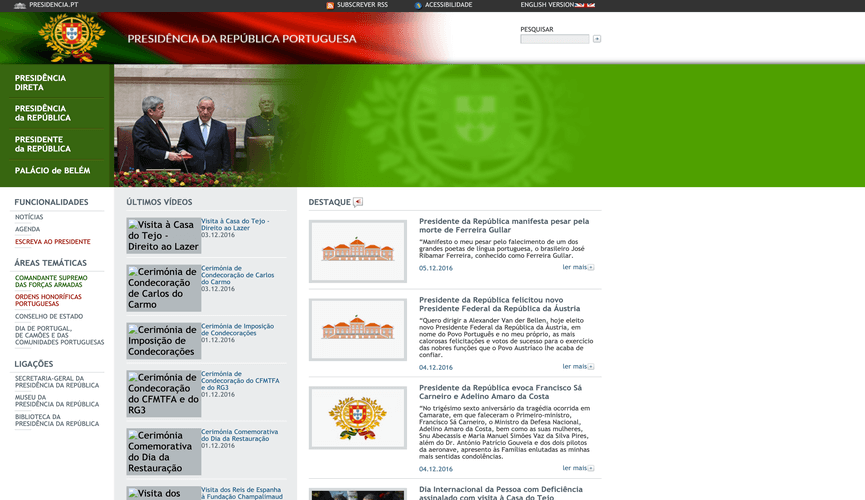 PRESIDENCIA.PT
SUBSCREVER RSS
ACESSIBILIDADE
ENGLISH VERSION
PRESIDÊNCIA DA REPÚBLICA PORTUGUESA
PESQUISAR
PRESIDÊNCIA
DIRETA
PRESIDÊNCIA
da REPÚBLICA
PRESIDENTE
da REPÚBLICA
PALÁCIO de BELÉM
FUNCIONALIDADES
NOTÍCIAS
AGENDA
ESCREVA AO PRESIDENTE
ÁREAS TEMÁTICAS
COMANDANTE SUPREMO
DAS FORÇAS ARMADAS
ORDENS HONORÍFICAS
PORTUGUESAS
CONSELHO DE ESTADO
DIA DE PORTUGAL,
DE CAMÕES E DAS
COMUNIDADES PORTUGUESAS
LIGAÇÕES
SECRETARIA-GERAL DA
PRESIDÊNCIA DA REPÚBLICA
MUSEU DA
PRESIDÊNCIA DA REPÚBLICA
BIBLIOTECA DA
PRESIDÊNCIA DA REPÚBLICA
ÚLTIMOS VÍDEOS
Visita à Casa
do Tejo -
Direito ao Lazer
Visita à Casa do Tejo -
Direito ao Lazer
03.12.2016
Cerimónia de
Condecoração
de Carlos do
Carmo
Cerimónia de
Condecoração de Carlos
do Carmo
03.12.2016
Cerimónia de
Imposição de
Condecorações
Cerimónia de Imposição
de Condecorações
01.12.2016
Cerimónia de
Condecoração
do CFMTFA e do
RG3
Cerimónia de
Condecoração do CFMTFA
e do RG3
01.12.2016
Cerimónia
Comemorativa
do Dia da
Restauração
Cerimónia Comemorativa
do Dia da Restauração
01.12.2016
Visita dos
Visita dos Reis de Espanha
à Fundação Champalimaud
DESTAQUE
Presidente da República manifesta pesar pela
morte de Ferreira Gullar
“Manifesto o meu pesar pelo falecimento de um dos
grandes poetas de língua portuguesa, o brasileiro José
Ribamar Ferreira, conhecido como Ferreira Gullar.
05.12.2016
ler mais
Presidente da República felicitou novo
Presidente Federal da República da Áustria
“Quero dirigir a Alexander Van der Bellen, hoje eleito
novo Presidente Federal da República da Áustria, em
nome do Povo Português e no meu próprio, as mais
calorosas felicitações e votos de sucesso para o exercício
das nobres funções que o Povo Austríaco lhe acaba de
confiar.
04.12.2016
ler mais
Presidente da República evoca Francisco Sá
Carneiro e Adelino Amaro da Costa
“No trigésimo sexto aniversário da tragédia ocorrida em
Camarate, em que faleceram o Primeiro-ministro,
Francisco Sá Carneiro, o Ministro da Defesa Nacional,
Adelino Amaro da Costa, bem como as suas mulheres,
Snu Abecassis e Maria Manuel Simões Vaz da Silva Pires,
além do Dr. António Patrício Gouveia e dos dois pilotos
da aeronave, apresento às Famílias enlutadas as minhas
mais sentidas condolências.
04.12.2016
ler mais
Dia Internacional da Pessoa com Deficiência
assinalado com visita à Casa do Tejo